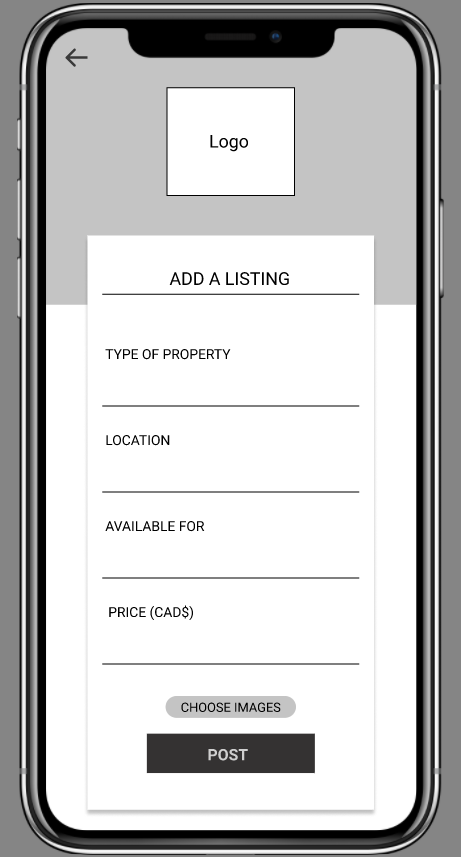 Logo
ADD A LISTING
TYPE OF PROPERTY
LOCATION
AVAILABLE FOR
PRICE (CAD$)
CHOOSE IMAGES
POST